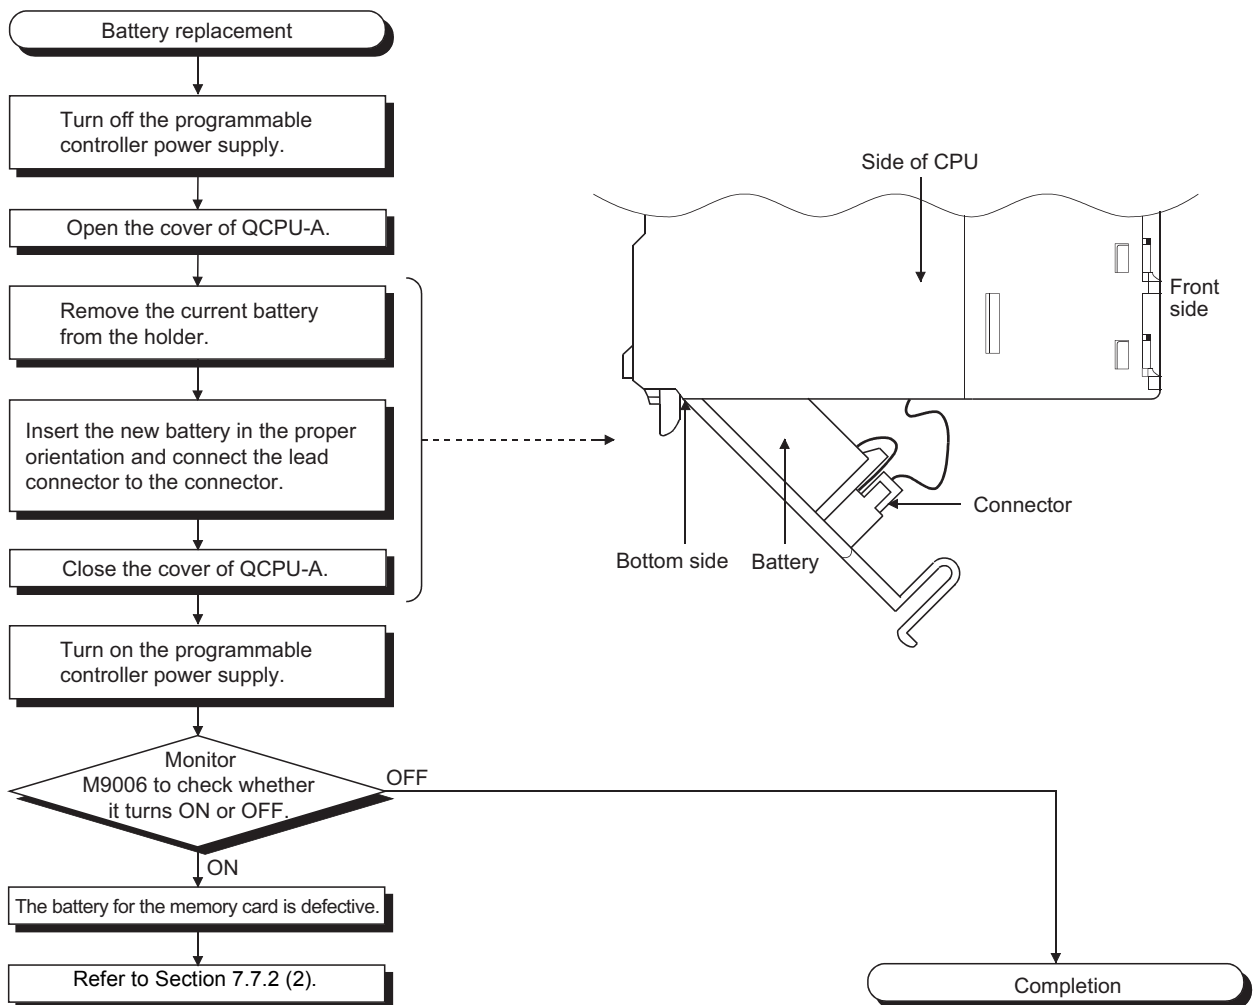 Battery replacement
Turn off the programmable
controller power supply.
Open the cover of QCPU-A.
Remove the current battery
from the holder.
Insert the new battery in the proper
orientation and connect the lead
connector to the connector.
Close the cover of QCPU-A.
Turn on the programmable
controller power supply.
Monitor
M9006 to check whether
it turns ON or OFF.
OFF
ON
The battery for the memory card is defective.
Refer to Section 7.7.2 (2).
Completion
Side of CPU
Front
side
Connector
Bottom side
Battery